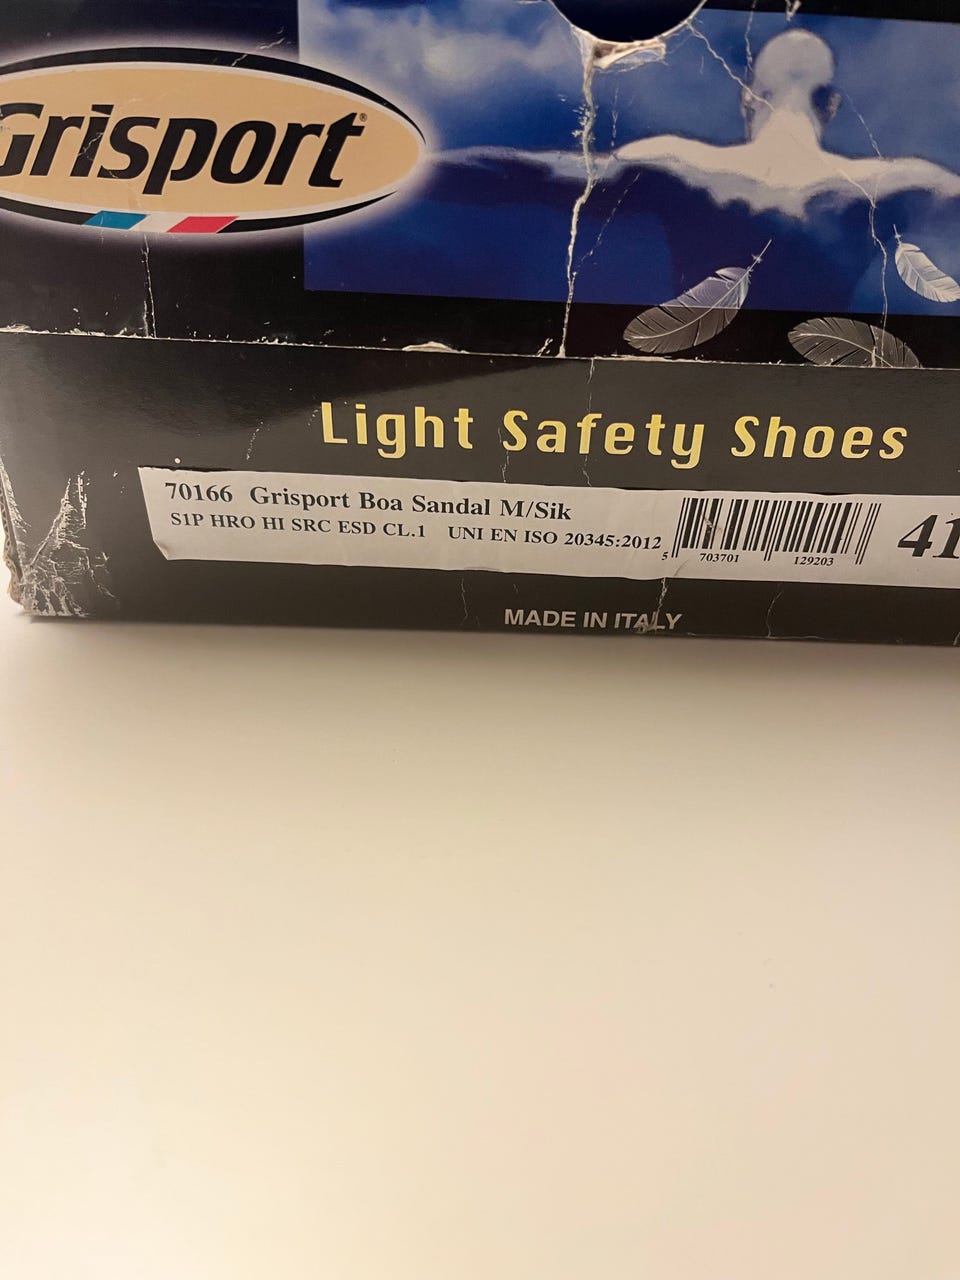 Grisport®
Light Safety Shoes
70166 Grisport Boa Sandal M/Sik
S1P HRO HI SRC ESD CL.1 UNI EN ISO 20345:2012
5 703701 129203
41
MADE IN ITALY